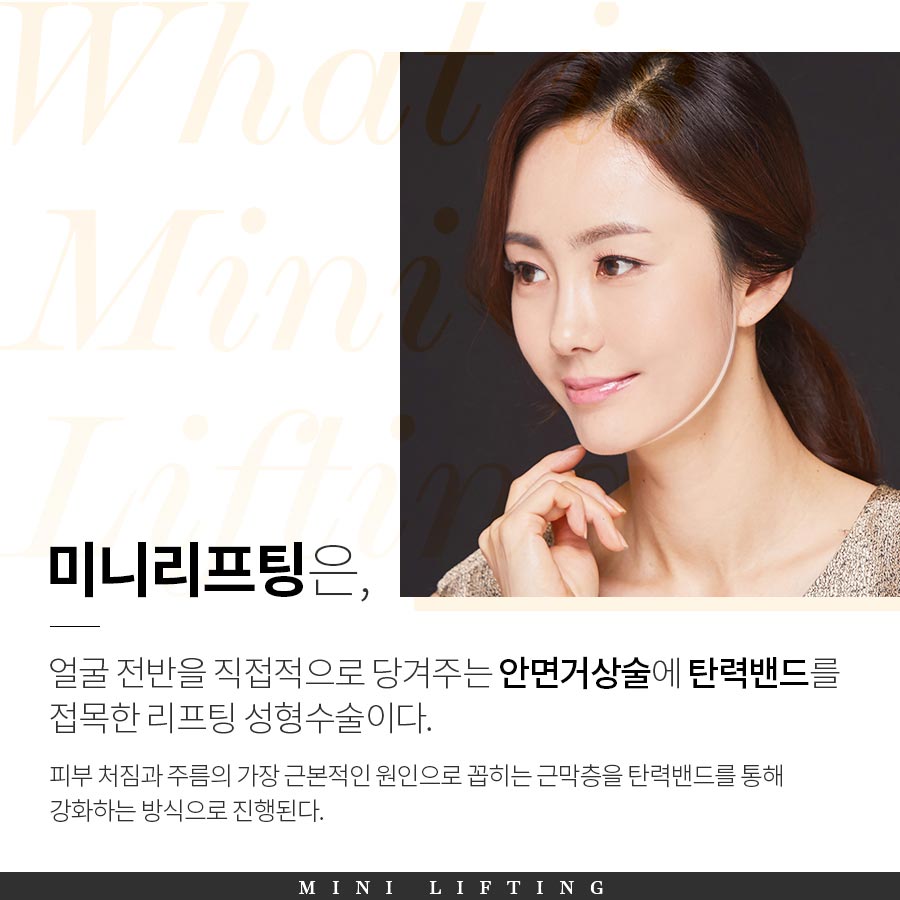 What is
Mini
Lifting
미니리프팅은,
얼굴 전반을 직접적으로 당겨주는 안면거상술에 탄력밴드를
접목한 리프팅 성형수술이다.
피부 처짐과 주름의 가장 근본적인 원인으로 꼽히는 근막층을 탄력밴드를 통해
강화하는 방식으로 진행된다.
MINI LIFTING